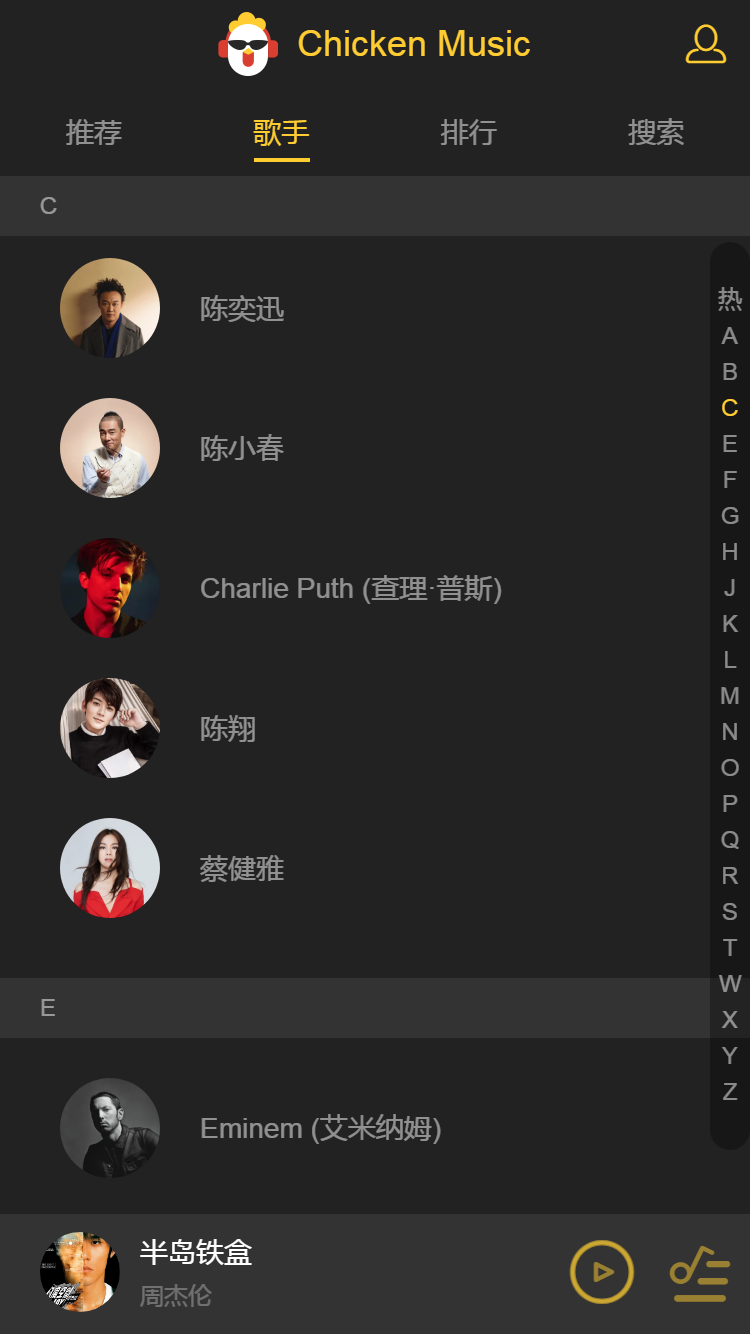 Chicken Music
推荐
歌手
排行
搜索
C
陈奕迅
陈小春
Charlie Puth (查理·普斯)
陈翔
蔡健雅
E
Eminem (艾米纳姆)
热
A
B
C
E
F
G
H
J
K
L
M
N
O
P
Q
R
S
T
W
X
Y
Z
半岛铁盒
周杰伦